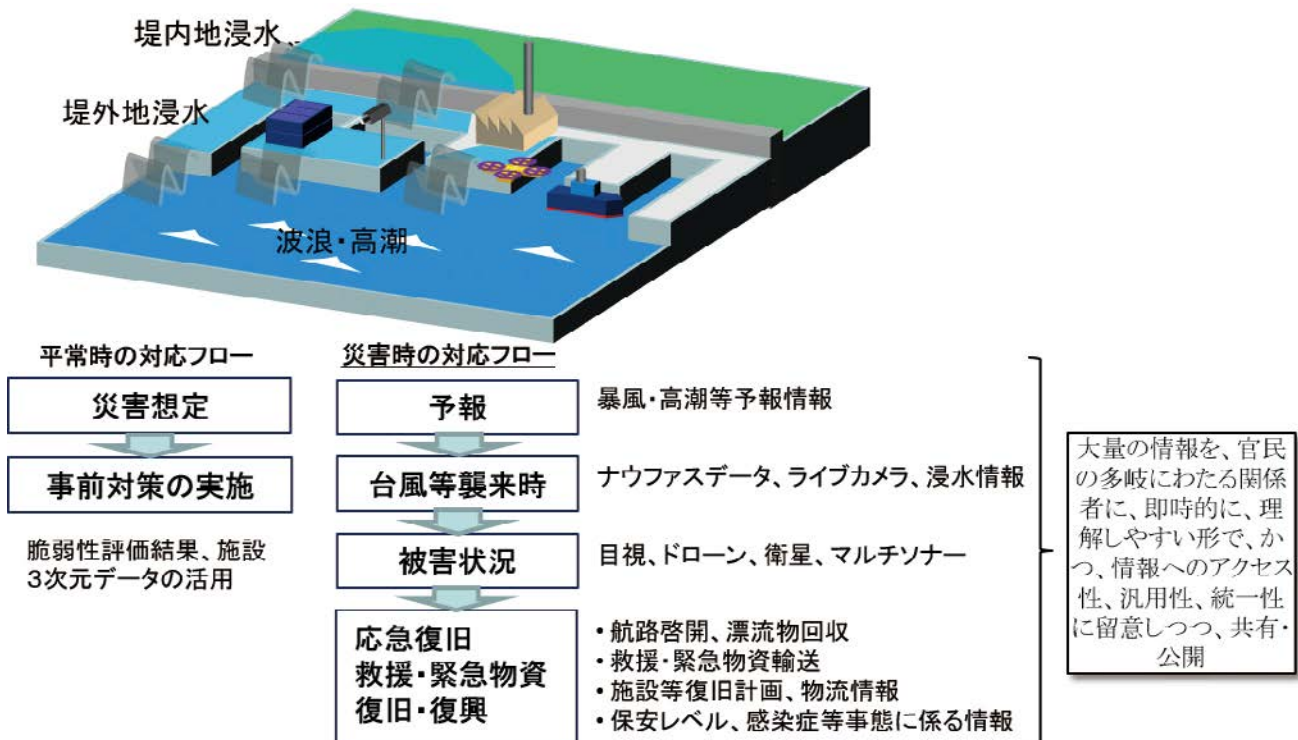 堤内地浸水
堤外地浸水
波浪・高潮
平常時の対応フロー
災害想定
事前対策の実施
脆弱性評価結果、施設
3次元データの活用
災害時の対応フロー
予報
暴風・高潮等予報情報
台風等襲来時
ナウファスデータ、ライブカメラ、浸水情報
被害状況
目視、ドローン、衛星、マルチソナー
応急復旧
救援・緊急物資
復旧・復興
・航路啓開、漂流物回収
・救援・緊急物資輸送
・施設等復旧計画、物流情報
・保安レベル、感染症等事態に係る情報
大量の情報を、官民
の多岐にわたる関係
者に、即時的に、理
解しやすい形で、か
つ、情報へのアクセス
性、汎用性、統一性
に留意しつつ、共有・
公開